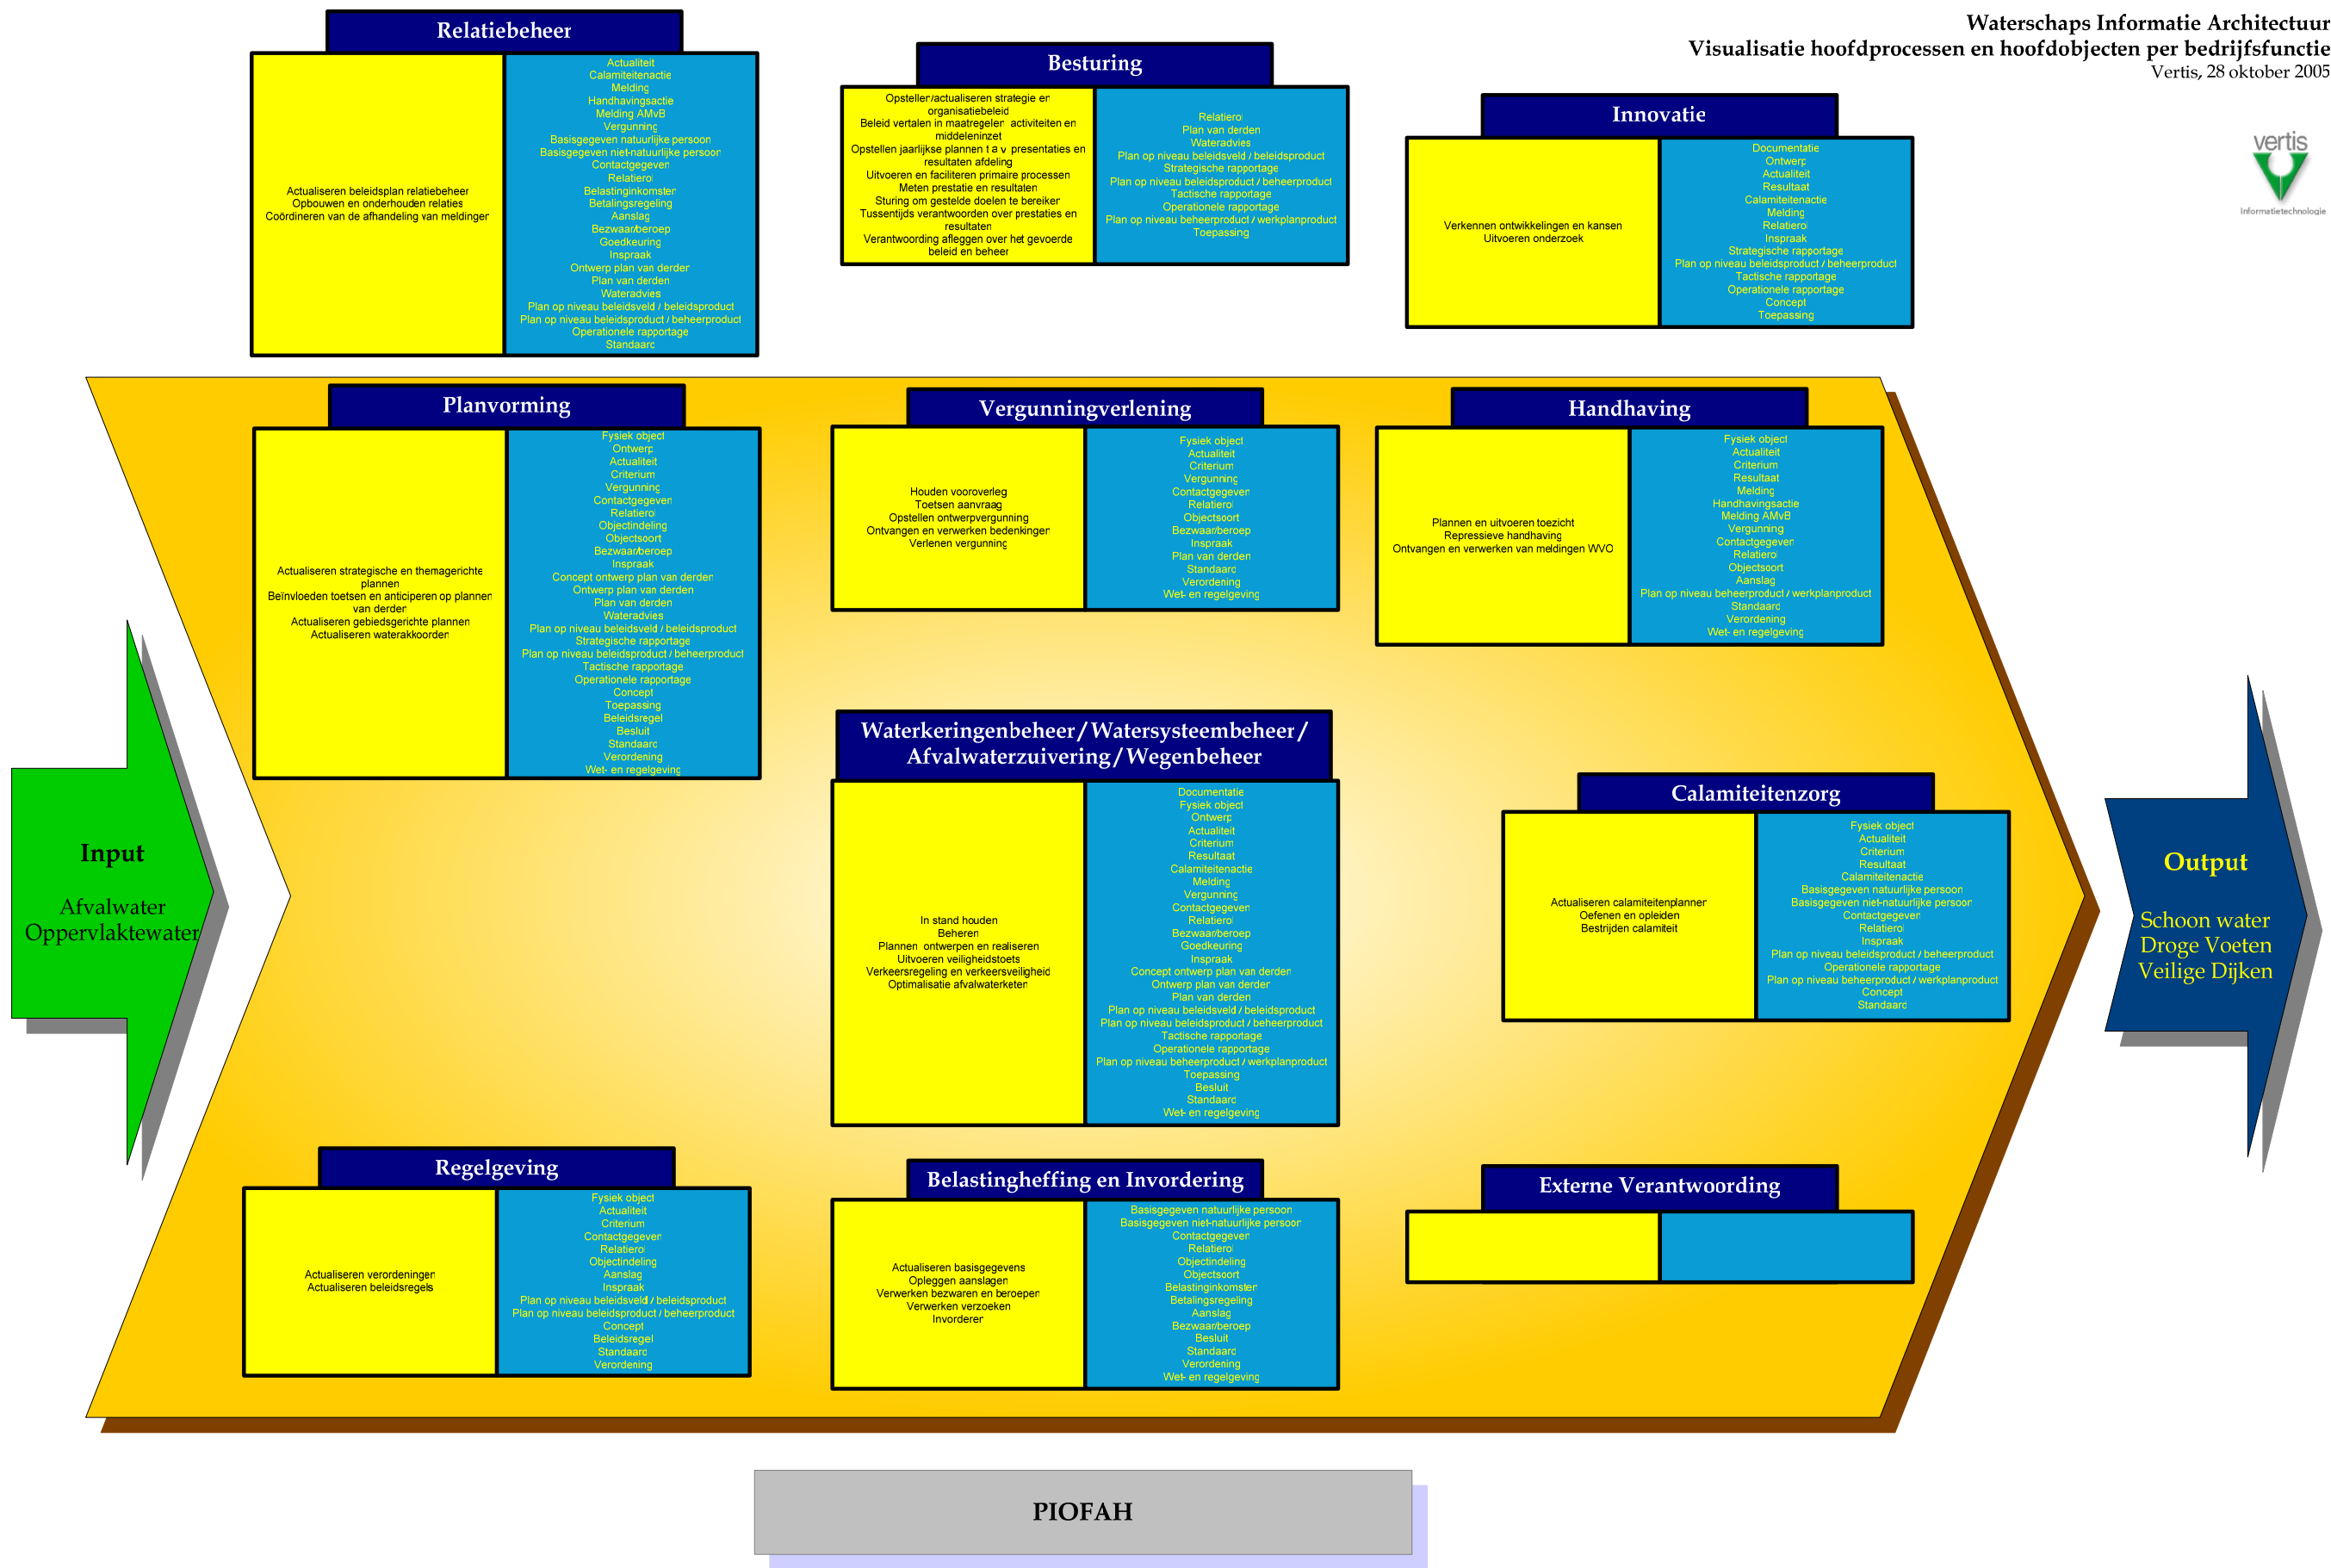 Waterschaps Informatie Architectuur
Visualisatie hoofdprocessen en hoofdobjecten per bedrijfsfunctie
Vertis, 28 oktober 2005
vertis
Informatietechnologie
Relatiebeheer
Actualiseren beleidsplan relatiebeheer
Opbouwen en onderhouden relaties
Coördineren van de afhandeling van meldingen
Actualiteit
Calamiteitenactie
Melding
Handhavingsactie
Melding AMvB
Vergunning
Basisgegeven natuurlijke persoon
Basisgegeven niet-natuurlijke persoon
Contactgegeven
Relatierol
Belastinginkomsten
Betalingsregeling
Aanslag
Bezwaar/beroep
Goedkeuring
Inspraak
Ontwerp plan van derden
Plan van derden
Wateradvies
Plan op niveau beleidsveld / beleidsproduct
Plan op niveau beleidsproduct / beheerproduct
Operationele rapportage
Standaard
Besturing
Opstellen/actualiseren strategie en
organisatiebeleid
Beleid vertalen in maatregelen activiteiten en
middeleninzet
Opstellen jaarlijkse plannen t a v presentaties en
resultaten afdeling
Uitvoeren en faciliteren primaire processen
Meten prestatie en resultaten
Sturing om gestelde doelen te bereiken
Tussentijds verantwoorden over prestaties en
resultaten
Verantwoording afleggen over het gevoerde
beleid en beheer
Relatierol
Plan van derden
Wateradvies
Plan op niveau beleidsveld / beleidsproduct
Strategische rapportage
Plan op niveau beleidsproduct / beheerproduct
Tactische rapportage
Operationele rapportage
Plan op niveau beheerproduct / werkplanproduct
Toepassing
Innovatie
Verkennen ontwikkelingen en kansen
Uitvoeren onderzoek
Documentatie
Ontwerp
Actualiteit
Resultaat
Calamiteitenactie
Melding
Relatierol
Inspraak
Strategische rapportage
Plan op niveau beleidsproduct / beheerproduct
Tactische rapportage
Operationele rapportage
Concept
Toepassing
Planvorming
Actualiseren strategische en themagerichte
plannen
Beïnvloeden toetsen en anticiperen op plannen
van derden
Actualiseren gebiedsgerichte plannen
Actualiseren waterakkoorden
Fysiek object
Ontwerp
Actualiteit
Criterium
Vergunning
Contactgegeven
Relatierol
Objectindeling
Objectsoort
Bezwaar/beroep
Inspraak
Concept ontwerp plan van derden
Ontwerp plan van derden
Plan van derden
Wateradvies
Plan op niveau beleidsveld / beleidsproduct
Strategische rapportage
Plan op niveau beleidsproduct / beheerproduct
Tactische rapportage
Operationele rapportage
Concept
Toepassing
Beleidsregel
Besluit
Standaard
Verordening
Wet- en regelgeving
Vergunningverlening
Houden vooroverleg
Toetsen aanvraag
Opstellen ontwerpvergunning
Ontvangen en verwerken bedenkingen
Verlenen vergunning
Fysiek object
Actualiteit
Criterium
Vergunning
Contactgegeven
Relatierol
Objectsoort
Bezwaar/beroep
Inspraak
Plan van derden
Standaard
Verordening
Wet- en regelgeving
Handhaving
Plannen en uitvoeren toezicht
Repressieve handhaving
Ontvangen en verwerken van meldingen WVO
Fysiek object
Actualiteit
Criterium
Resultaat
Melding
Handhavingsactie
Melding AMvB
Vergunning
Contactgegeven
Relatierol
Objectsoort
Aanslag
Plan op niveau beheerproduct / werkplanproduct
Standaard
Verordening
Wet- en regelgeving
Input
Afvalwater
Oppervlaktewater
Waterkeringenbeheer / Watersysteembeheer /
Afvalwaterzuivering / Wegenbeheer
In stand houden
Beheren
Plannen ontwerpen en realiseren
Uitvoeren veiligheidstoets
Verkeersregeling en verkeersveiligheid
Optimalisatie afvalwaterketen
Documentatie
Fysiek object
Ontwerp
Actualiteit
Criterium
Resultaat
Calamiteitenactie
Melding
Vergunning
Contactgegeven
Relatierol
Bezwaar/beroep
Goedkeuring
Inspraak
Concept ontwerp plan van derden
Ontwerp plan van derden
Plan van derden
Plan op niveau beleidsveld / beleidsproduct
Plan op niveau beleidsproduct / beheerproduct
Tactische rapportage
Operationele rapportage
Plan op niveau beheerproduct / werkplanproduct
Toepassing
Besluit
Standaard
Wet- en regelgeving
Calamiteitenzorg
Actualiseren calamiteitenplannen
Oefenen en opleiden
Bestrijden calamiteit
Fysiek object
Actualiteit
Criterium
Resultaat
Calamiteitenactie
Basisgegeven natuurlijke persoon
Basisgegeven niet-natuurlijke persoon
Contactgegeven
Relatierol
Inspraak
Plan op niveau beleidsproduct / beheerproduct
Operationele rapportage
Plan op niveau beheerproduct / werkplanproduct
Concept
Standaard
Output
Schoon water
Droge Voeten
Veilige Dijken
Regelgeving
Actualiseren verordeningen
Actualiseren beleidsregels
Fysiek object
Actualiteit
Criterium
Contactgegeven
Relatierol
Objectindeling
Aanslag
Inspraak
Plan op niveau beleidsveld / beleidsproduct
Plan op niveau beleidsproduct / beheerproduct
Concept
Beleidsregel
Standaard
Verordening
Belastingheffing en Invordering
Actualiseren basisgegevens
Opleggen aanslagen
Verwerken bezwaren en beroepen
Verwerken verzoeken
Invorderen
Basisgegeven natuurlijke persoon
Basisgegeven niet-natuurlijke persoon
Contactgegeven
Relatierol
Objectindeling
Objectsoort
Belastinginkomsten
Betalingsregeling
Aanslag
Bezwaar/beroep
Besluit
Standaard
Verordening
Wet- en regelgeving
Externe Verantwoording
PIOFAH